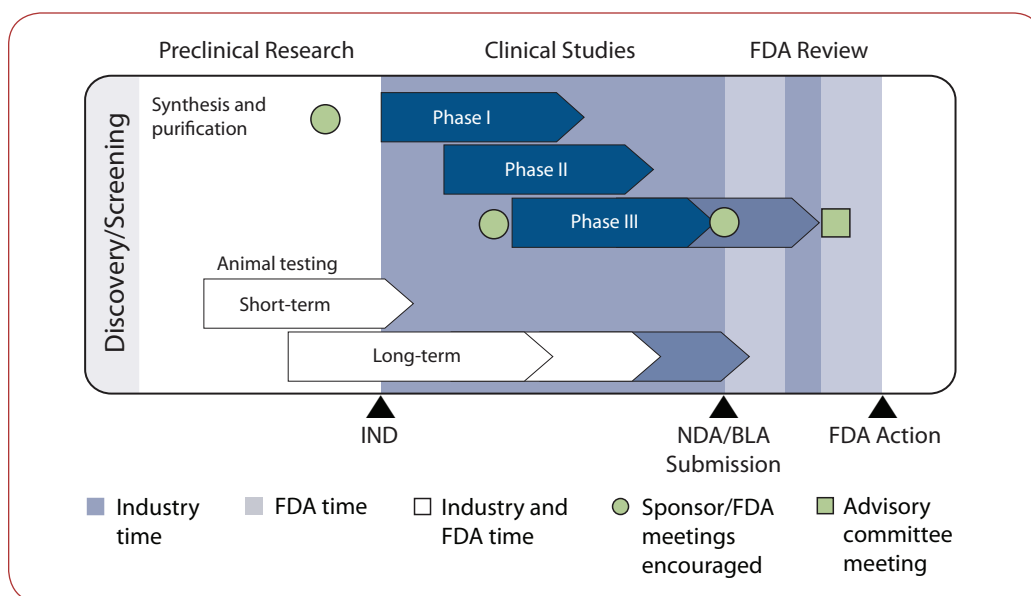 Preclinical Research
Clinical Studies
FDA Review
Discovery/Screening
Synthesis and
purification
Phase I
Phase II
Phase III
Animal testing
Short-term
Long-term
IND
NDA/BLA
Submission
FDA Action
Industry
time
FDA time
Industry and
FDA time
Sponsor/FDA
meetings
encouraged
Advisory
committee
meeting